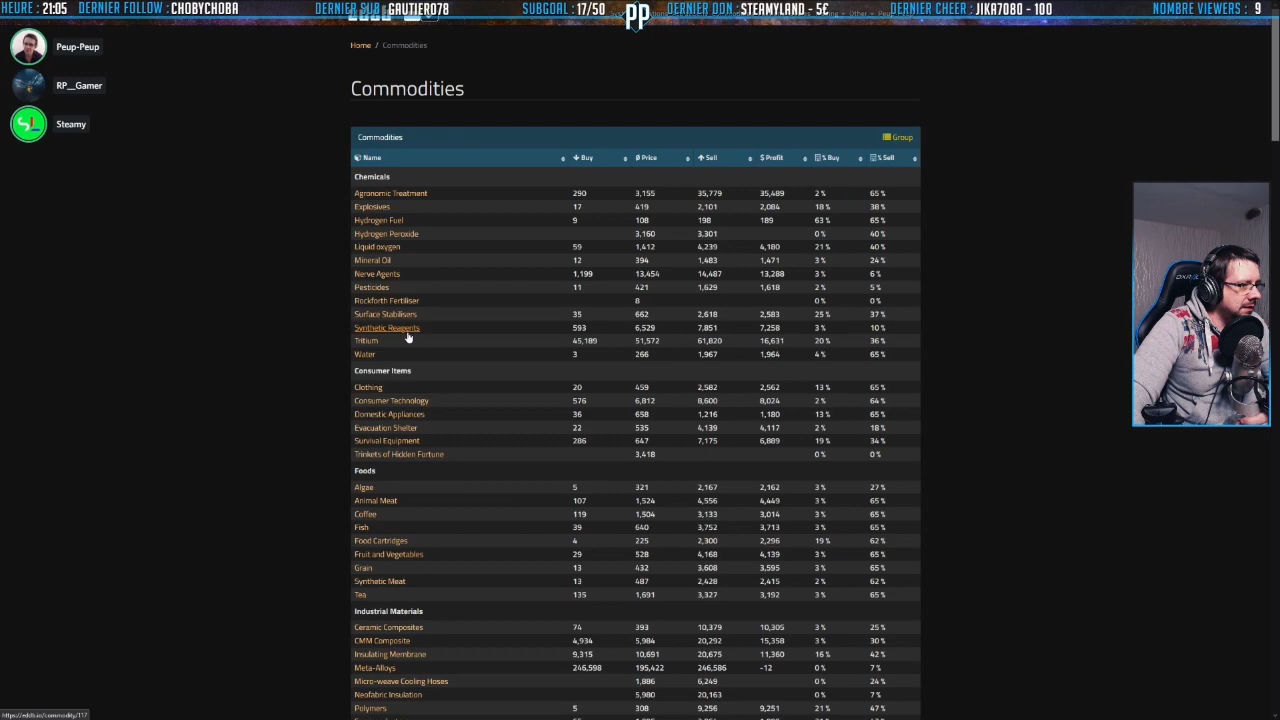 HEURE : 21:05 DERNIER FOLLOW : CHOBYCHOBA DERNIER SUB : GAUTIER078 SUBGOAL : 17/50 DERNIER DON : STEAMYLAND - 5€ DERNIER CHEER : JIKA7080 - 100 NOMBRE VIEWERS : 9
PP
Peup-Peup
RP__Gamer
Steamy
Home / Commodities
Commodities
Commodities Group
Name Buy Price Sell $ Profit % Buy % Sell
Chemicals
Agronomic Treatment 290 3,155 35,779 35,489 2 % 65 %
Explosives 17 419 2,101 2,084 18 % 38 %
Hydrogen Fuel 9 108 198 189 63 % 65 %
Hydrogen Peroxide 3,160 3,301 0 % 40 %
Liquid oxygen 59 1,412 4,239 4,180 21 % 40 %
Mineral Oil 12 394 1,483 1,471 3 % 24 %
Nerve Agents 1,199 13,454 14,487 13,288 3 % 6 %
Pesticides 11 421 1,629 1,618 2 % 5 %
Rockforth Fertiliser 8 0 % 0 %
Surface Stabilisers 35 662 2,618 2,583 25 % 37 %
Synthetic Reagents 593 6,529 7,851 7,258 3 % 10 %
Tritium 45,189 51,572 61,820 16,631 20 % 36 %
Water 3 266 1,967 1,964 4 % 65 %
Consumer Items
Clothing 20 459 2,582 2,562 13 % 65 %
Consumer Technology 576 6,812 8,600 8,024 2 % 64 %
Domestic Appliances 36 658 1,216 1,180 13 % 65 %
Evacuation Shelter 22 535 4,139 4,117 2 % 18 %
Survival Equipment 286 647 7,175 6,889 19 % 34 %
Trinkets of Hidden Fortune 3,418 0 % 0 %
Foods
Algae 5 321 2,167 2,162 3 % 27 %
Animal Meat 107 1,524 4,556 4,449 3 % 65 %
Coffee 119 1,504 3,133 3,014 3 % 65 %
Fish 39 640 3,752 3,713 3 % 65 %
Food Cartridges 4 225 2,300 2,296 19 % 62 %
Fruit and Vegetables 29 528 4,168 4,139 3 % 65 %
Grain 13 432 3,608 3,595 3 % 65 %
Synthetic Meat 13 487 2,428 2,415 2 % 62 %
Tea 135 1,691 3,327 3,192 3 % 65 %
Industrial Materials
Ceramic Composites 74 393 10,379 10,305 3 % 25 %
CMM Composite 4,934 5,984 20,292 15,358 3 % 30 %
Insulating Membrane 9,315 10,691 20,675 11,360 16 % 42 %
Meta-Alloys 246,598 195,422 246,586 -12 0 % 7 %
Micro-weave Cooling Hoses 1,886 6,249 0 % 24 %
Neofabric Insulation 5,980 20,163 0 % 7 %
Polymers 5 308 9,256 9,251 21 % 47 %
https://eddb.io/commodity/117